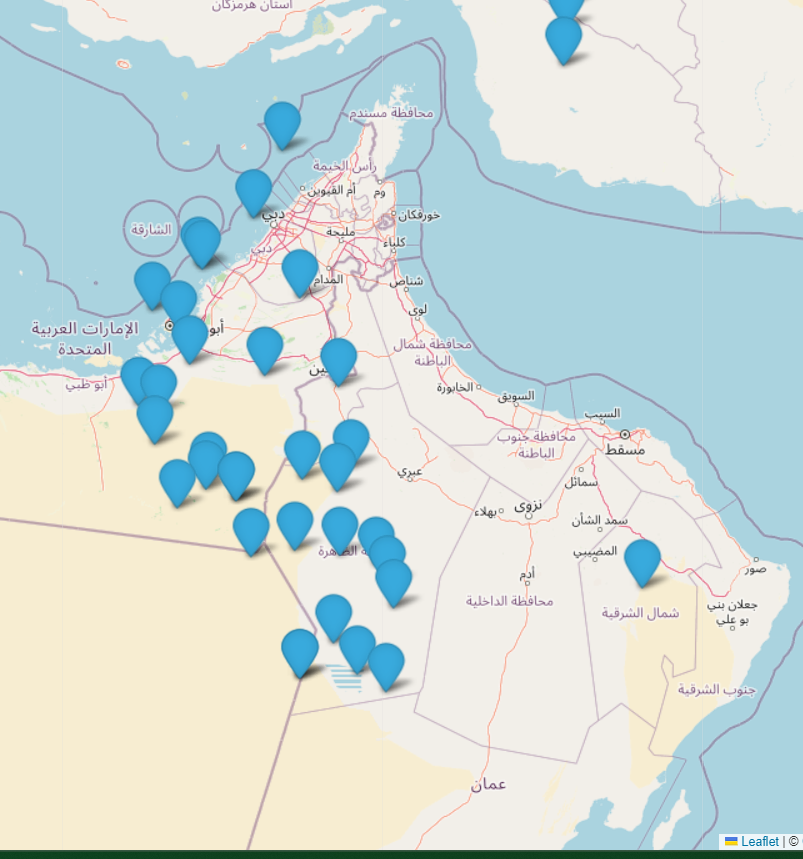 استان هرمزگان
محافظة مسندم
رأس الخيمة
أم القيوين
دبي
خورفكان
الشارقة
مليحة
كلباء
دبي
المدام
شناص
لوى
الإمارات العربية
المتحدة
محافظة شمال
الباطنة
أبو ظبي
الخابورة
السويق
السيب
محافظة جنوب
الباطنة
مسقط
عبري
سمائل
نزوى
بهلاء
سمد الشأن
المضيبي
أدم
صور
محافظة الداخلية
شمال الشرقية
جعلان بني
بو علي
جنوب الشرقية
عمان
Leaflet | ©